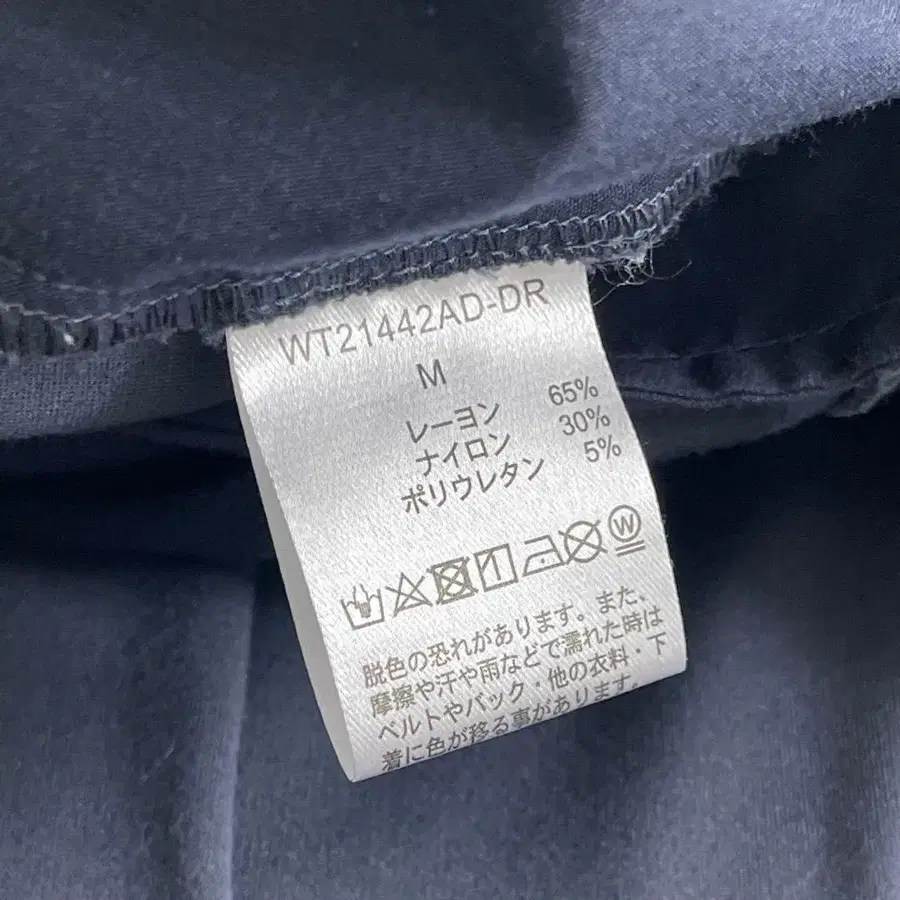 WT21442AD-DR
M
レーヨン 65%
ナイロン 30%
ポリウレタン 5%
W
脱色の恐れがあります。また、
摩擦や汗や雨などで濡れた時は
ベルトやバック・他の衣料・下
着に色が移る事があります。